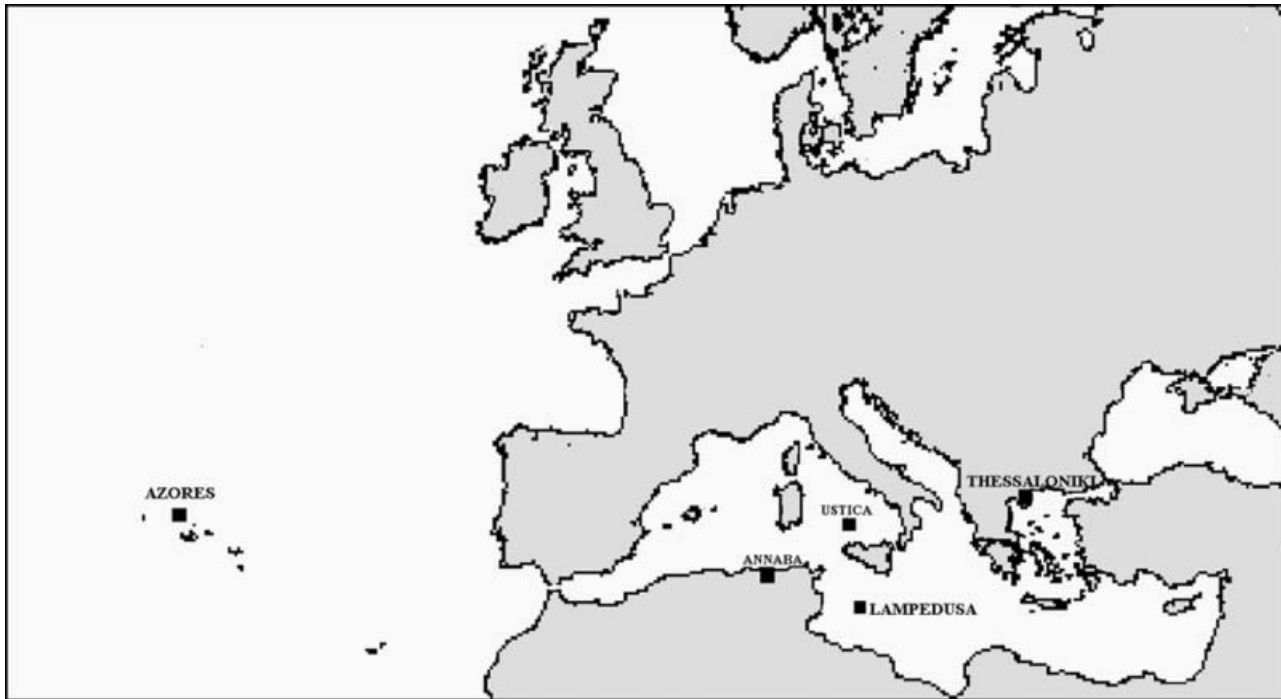 THESSALONIKI
AZORES
USTICA
ANNABA
LAMPEDUSA